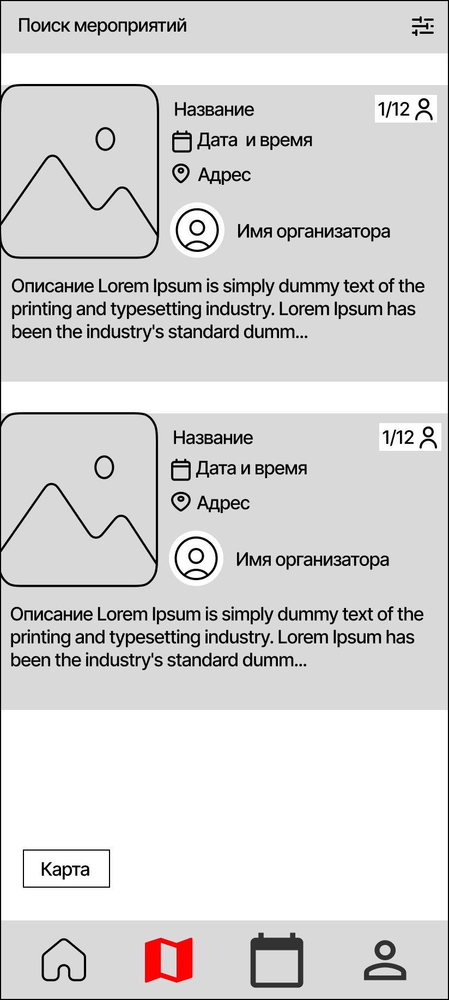 Поиск мероприятий
Название
1/12
Дата и время
Адрес
Имя организатора
Описание Lorem Ipsum is simply dummy text of the
printing and typesetting industry. Lorem Ipsum has
been the industry's standard dumm...
Название
1/12
Дата и время
Адрес
Имя организатора
Описание Lorem Ipsum is simply dummy text of the
printing and typesetting industry. Lorem Ipsum has
been the industry's standard dumm...
Карта